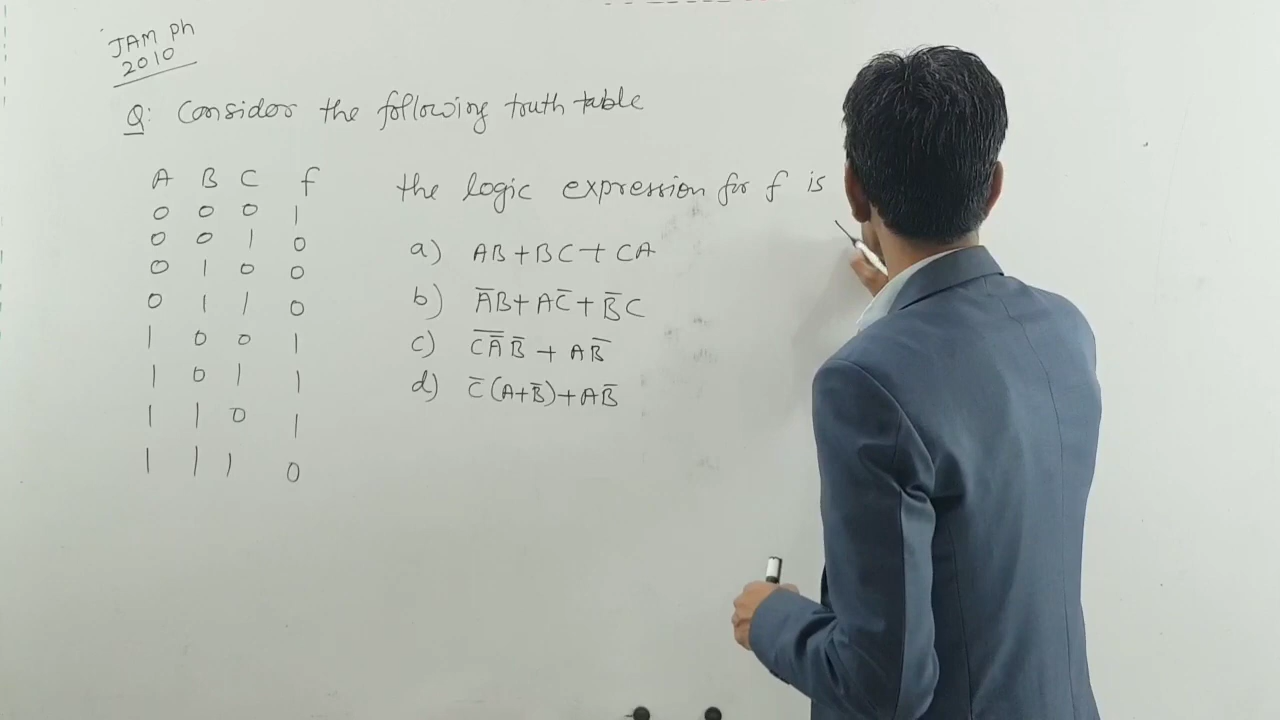 JAM Ph
2010
Q: Consider the following truth table
A B C f
0 0 0 1
0 0 1 0
0 1 0 0
0 1 1 0
1 0 0 1
1 0 1 1
1 1 0 1
1 1 1 0
the logic expression for f is
a) AB+BC+CA
b) A̅B+AC̅+B̅C
c) \overline{CA̅}B̅ + AB̅
d) C̅(A+B̅)+AB̅